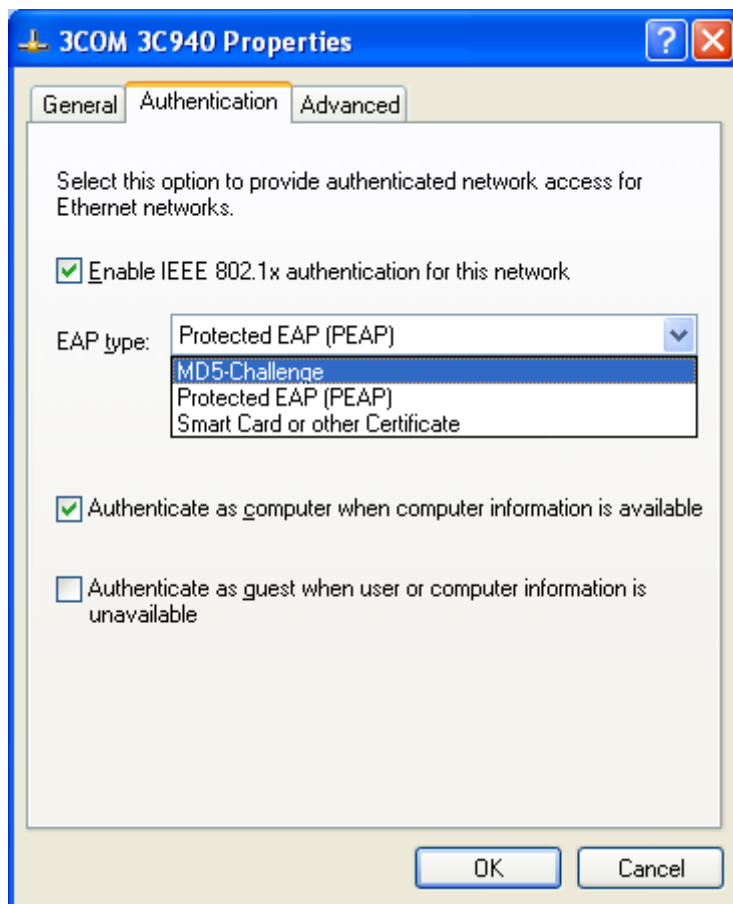 3COM 3C940 Properties
General
Authentication
Advanced
Select this option to provide authenticated network access for
Ethernet networks.
Enable IEEE 802.1x authentication for this network
EAP type:
Protected EAP (PEAP)
MD5-Challenge
Protected EAP (PEAP)
Smart Card or other Certificate
Authenticate as computer when computer information is available
Authenticate as guest when user or computer information is
unavailable
OK
Cancel